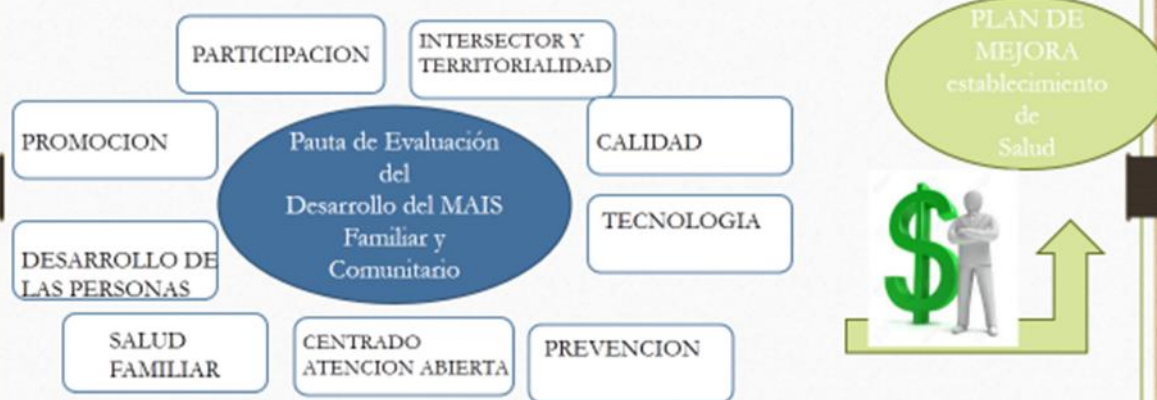 PARTICIPACION
INTERSECTOR Y
TERRITORIALIDAD
PROMOCION
Pauta de Evaluación
del
Desarrollo del MAIS
Familiar y
Comunitario
CALIDAD
TECNOLOGIA
DESARROLLO DE
LAS PERSONAS
SALUD
FAMILIAR
CENTRADO
ATENCION ABIERTA
PREVENCION
PLAN DE
MEJORA
establecimiento
de
Salud
$